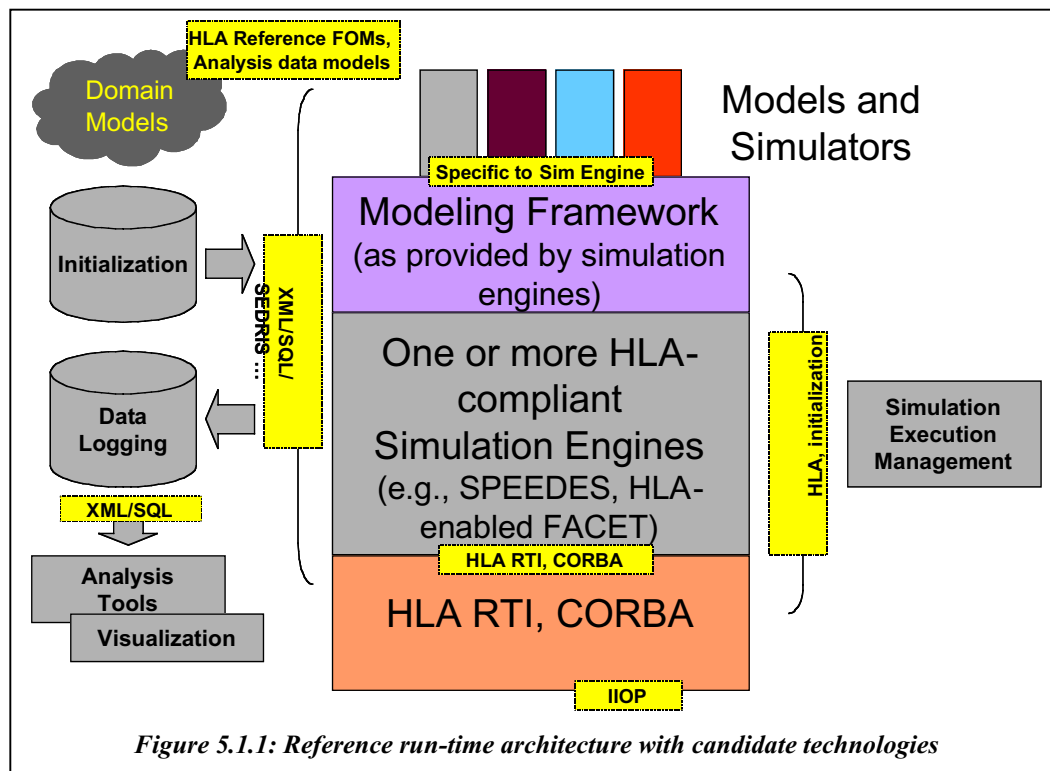 HLA Reference FOMs,
Analysis data models
Domain
Models
Models and
Simulators
Specific to Sim Engine
Modeling Framework
(as provided by simulation
engines)
Initialization
XML/SQL/
SEDRIS ...
One or more HLA-
compliant
Simulation Engines
(e.g., SPEEDES, HLA-
enabled FACET)
Data
Logging
HLA, initialization
Simulation
Execution
Management
XML/SQL
HLA RTI, CORBA
HLA RTI, CORBA
Analysis
Tools
Visualization
IIOP
Figure 5.1.1: Reference run-time architecture with candidate technologies